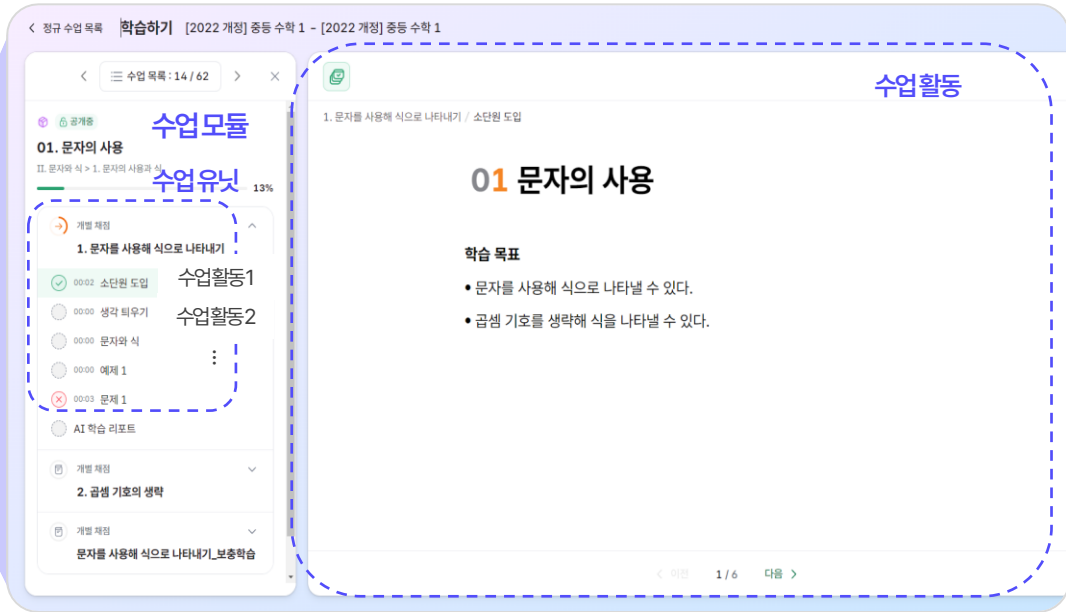 정규 수업 목록 학습하기 [2022 개정] 중등 수학 1 - [2022 개정] 중등 수학 1
수업 목록 : 14 / 62
공개중
수업 모듈
01. 문자의 사용
II. 문자와 식 > 1. 문자의 사용과 식
수업 유닛
13%
개별 채점
1. 문자를 사용해 식으로 나타내기
00:02 소단원 도입
수업활동1
00:00 생각 틔우기
수업활동2
00:00 문자와 식
00:00 예제 1
00:03 문제 1
AI 학습 리포트
개별 채점
2. 곱셈 기호의 생략
개별 채점
문자를 사용해 식으로 나타내기_보충학습
수업 활동
1. 문자를 사용해 식으로 나타내기 / 소단원 도입
01 문자의 사용
학습 목표
• 문자를 사용해 식으로 나타낼 수 있다.
• 곱셈 기호를 생략해 식을 나타낼 수 있다.
이전 1 / 6 다음